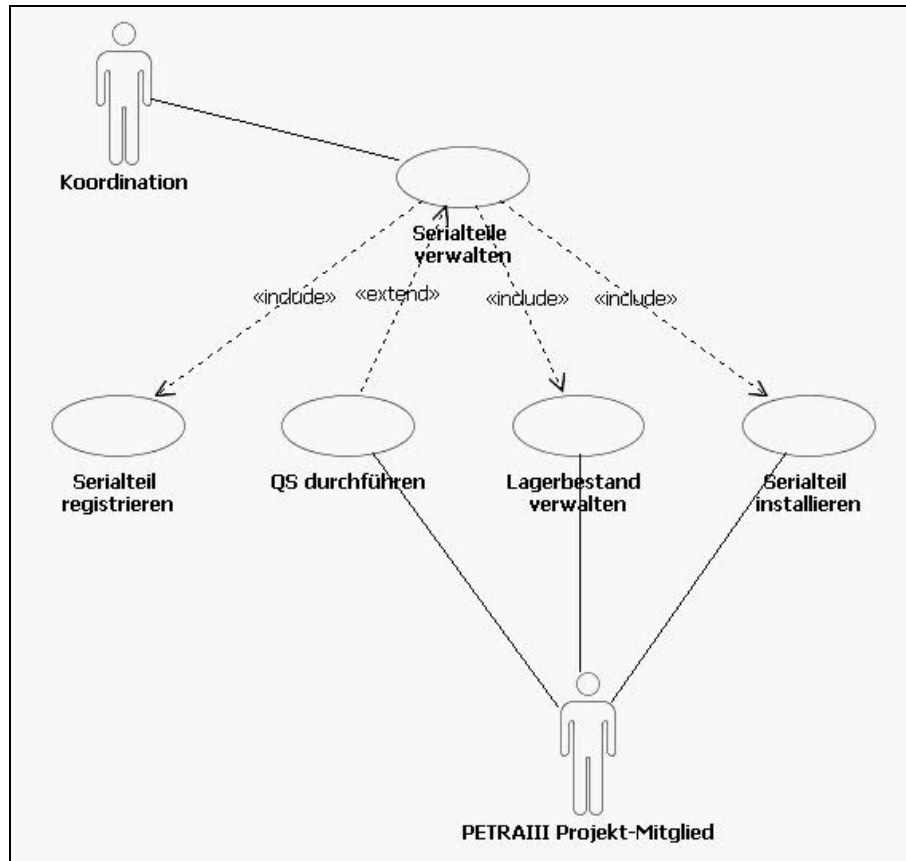 Koordination
Serialteile
verwalten
«include»
«extend»
«include»
«include»
Serialteil
registrieren
QS durchführen
Lagerbestand
verwalten
Serialteil
installieren
PETRAIII Projekt-Mitglied